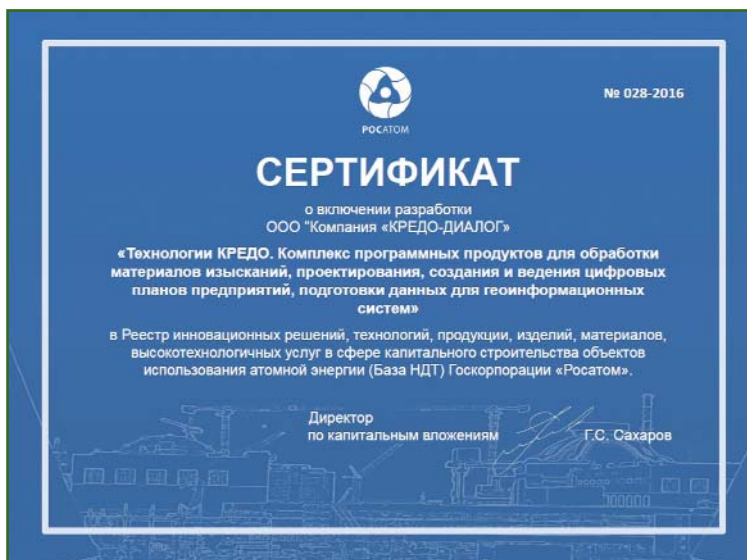 № 028-2016
РОСАТОМ
СЕРТИФИКАТ
о включении разработки
ООО "Компания «КРЕДО-ДИАЛОГ»
«Технологии КРЕДО. Комплекс программных продуктов для обработки
материалов изысканий, проектирования, создания и ведения цифровых
планов предприятий, подготовки данных для геоинформационных
систем»
в Реестр инновационных решений, технологий, продукции, изделий, материалов,
высокотехнологичных услуг в сфере капитального строительства объектов
использования атомной энергии (База НДТ) Госкорпорации «Росатом».
Директор
по капитальным вложениям Г.С. Сахаров